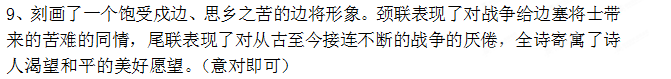 9、刻画了一个饱受戍边、思乡之苦的边将形象。颈联表现了对战争给边塞将士带
来的苦难的同情，尾联表现了对从古至今接连不断的战争的厌倦，全诗寄寓了诗
人渴望和平的美好愿望。（意对即可）